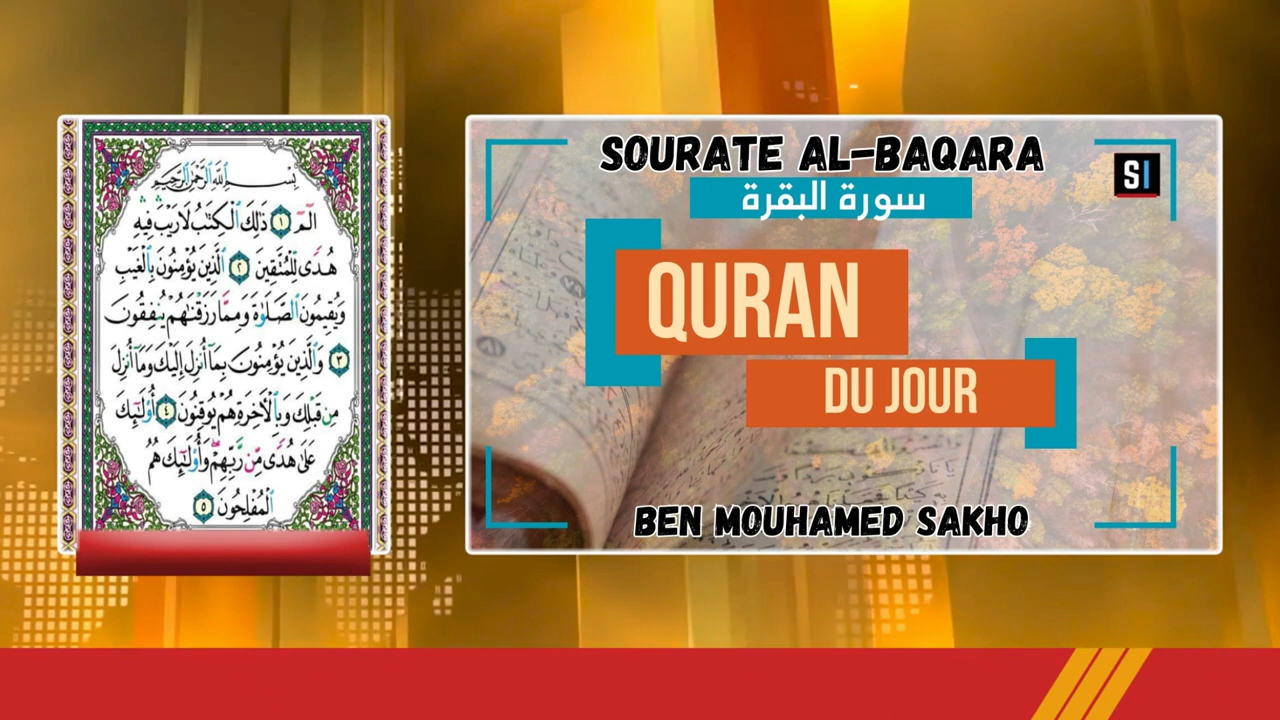 بِسْمِ ٱللَّهِ ٱلرَّحْمَٰنِ ٱلرَّحِيمِ
الٓمٓ ١ ذَٰلِكَ ٱلْكِتَٰبُ لَا رَيْبَ فِيهِ
هُدًى لِّلْمُتَّقِينَ ٢ ٱلَّذِينَ يُؤْمِنُونَ بِٱلْغَيْبِ
وَيُقِيمُونَ ٱلصَّلَوٰةَ وَمِمَّا رَزَقْنَٰهُمْ يُنفِقُونَ
٣ وَٱلَّذِينَ يُؤْمِنُونَ بِمَآ أُنزِلَ إِلَيْكَ وَمَآ أُنزِلَ
مِن قَبْلِكَ وَبِٱلْءَاخِرَةِ هُمْ يُوقِنُونَ ٤ أُو۟لَٰٓئِكَ
عَلَىٰ هُدًى مِّن رَّبِّهِمْ وَأُو۟لَٰٓئِكَ هُمُ
ٱلْمُفْلِحُونَ ٥
SOURATE AL-BAQARA
سورة البقرة
SI
QURAN
DU JOUR
BEN MOUHAMED SAKHO